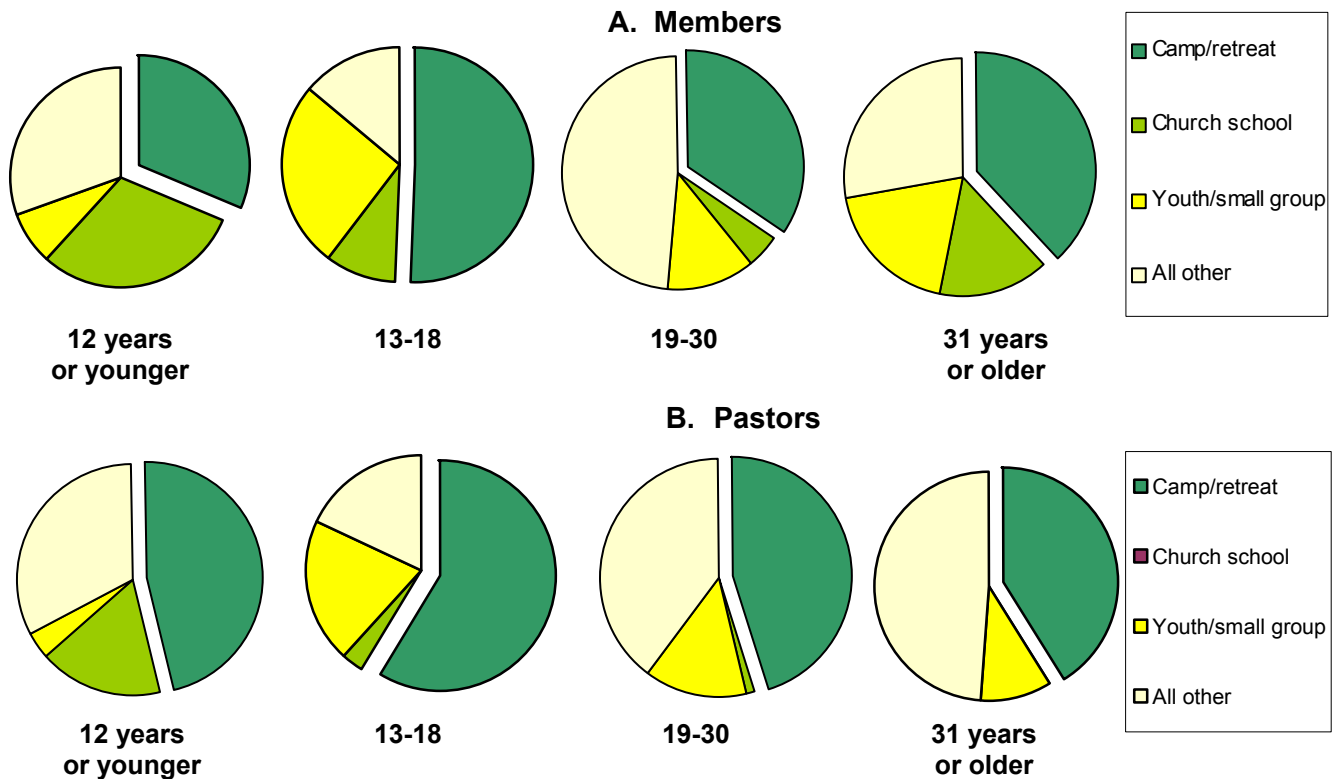 A. Members
Camp/retreat
Church school
Youth/small group
All other
12 years
or younger
13-18
19-30
31 years
or older
B. Pastors
Camp/retreat
Church school
Youth/small group
All other
12 years
or younger
13-18
19-30
31 years
or older